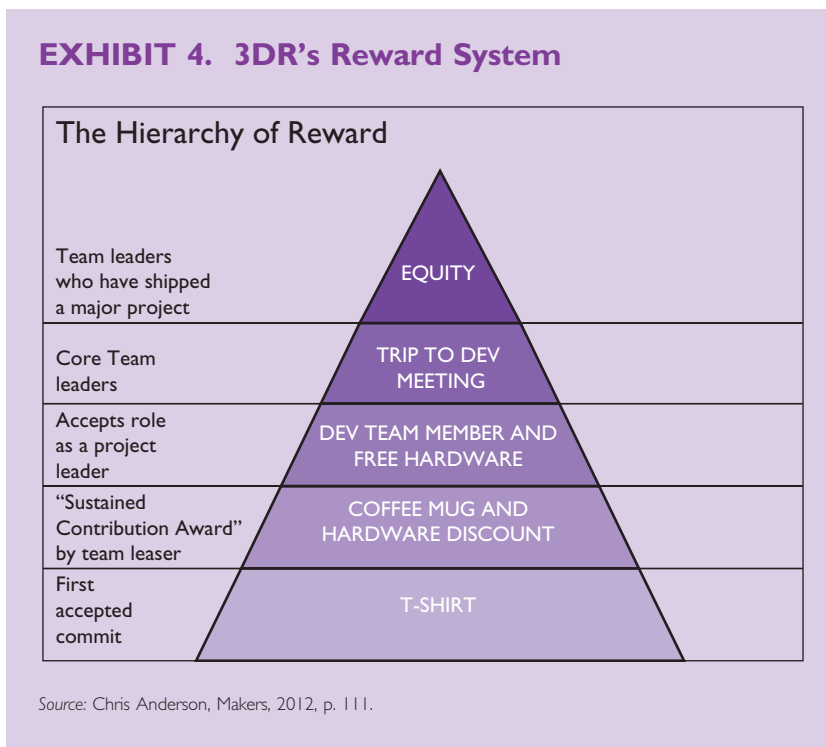 EXHIBIT 4. 3DR's Reward System
The Hierarchy of Reward
Team leaders
who have shipped
a major project
EQUITY
Core Team
leaders
TRIP TO DEV
MEETING
Accepts role
as a project
leader
DEV TEAM MEMBER AND
FREE HARDWARE
“Sustained
Contribution Award”
by team leaser
COFFEE MUG AND
HARDWARE DISCOUNT
First
accepted
commit
T-SHIRT
Source: Chris Anderson, Makers, 2012, p. 111.